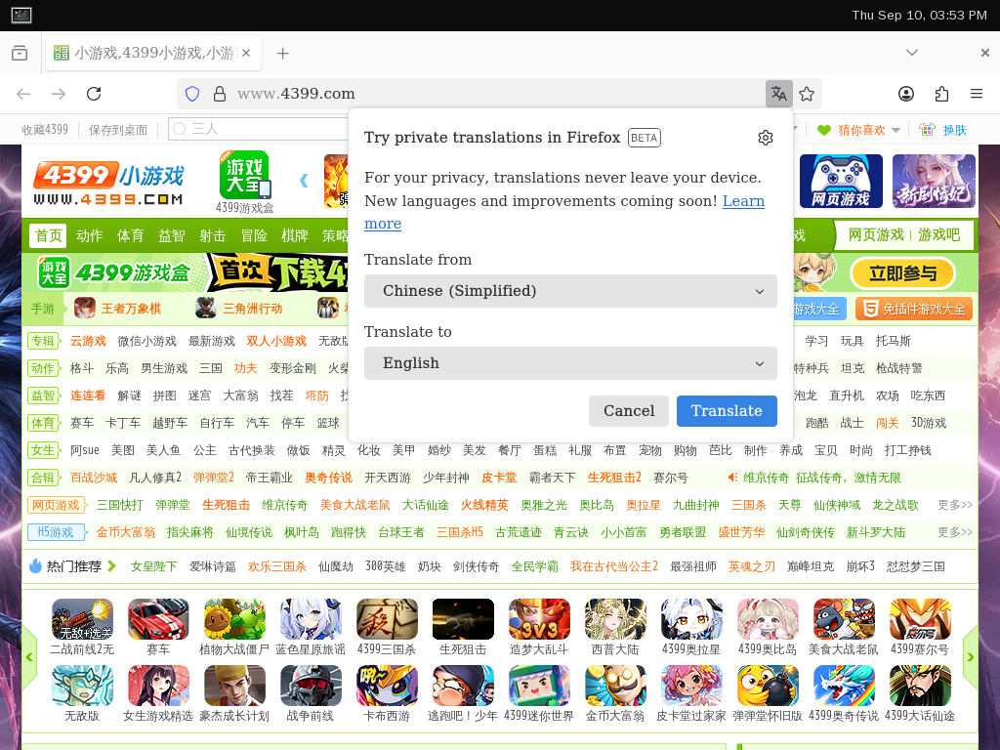 Thu Sep 10, 03:53 PM
小游戏,4399小游戏,小游
www.4399.com
收藏4399
保存到桌面
三人
猜你喜欢
换肤
Try private translations in Firefox BETA
For your privacy, translations never leave your device.
New languages and improvements coming soon! Learn
more
Translate from
Chinese (Simplified)
Translate to
English
Cancel
Translate
4399小游戏
www.4399.com
游戏
大全
4399游戏盒
网页游戏
新剧情妃
首页 动作 体育 益智 射击 冒险 棋牌 策略
戏
网页游戏 | 游戏吧
游戏
大全
4399游戏盒
首次
下载4
立即参与
手游 王者万象棋 三角洲行动
游戏大全
免插件游戏大全
专辑 云游戏 微信小游戏 最新游戏 双人小游戏 无敌版 学习 玩具 托马斯
动作 格斗 乐高 男生游戏 三国 功夫 变形金刚 火柴 特种兵 坦克 枪战特警
益智 连连看 解谜 拼图 迷宫 大富翁 找茬 塔防 找 泡龙 直升机 农场 吃东西
体育 赛车 卡丁车 越野车 自行车 汽车 停车 篮球 跑酷 战士 闯关 3D游戏
女生 阿sue 美图 美人鱼 公主 古代换装 做饭 精灵 化妆 美甲 婚纱 美发 餐厅 蛋糕 礼服 布置 宠物 购物 芭比 制作 养成 宝贝 时尚 打工挣钱
合辑 百战沙城 凡人修真2 弹弹堂2 帝王霸业 奥奇传说 开天西游 少年封神 皮卡堂 霸者天下 生死狙击2 赛尔号 维京传奇 征战传奇，激情无限
网页游戏 三国快打 弹弹堂 生死狙击 维京传奇 美食大战老鼠 大话仙途 火线精英 奥雅之光 奥比岛 奥拉星 九曲封神 三国杀 天尊 仙侠神域 龙之战歌 更多>>
H5游戏 金币大富翁 指尖麻将 仙境传说 枫叶岛 跑得快 台球王者 三国杀H5 古荒遗迹 青云诀 小小首富 勇者联盟 盛世芳华 仙剑奇侠传 新斗罗大陆 更多>>
热门推荐 女皇陛下 爱琳诗篇 欢乐三国杀 仙魔劫 300英雄 奶块 剑侠传奇 全民学霸 我在古代当公主2 最强祖师 英魂之刃 巅峰坦克 崩坏3 怼怼梦三国
无敌+选关
3V3
二战前线2无 赛车 植物大战僵尸 蓝色星原旅谣 4399三国杀 生死狙击 造梦大乱斗 西普大陆 4399奥拉星 4399奥比岛 美食大战老鼠 4399赛尔号
无敌版 女生游戏精选 豪杰成长计划 战争前线 卡布西游 逃跑吧！少年 4399迷你世界 金币大富翁 皮卡堂过家家 弹弹堂怀旧版 4399奥奇传说 4399大话仙途